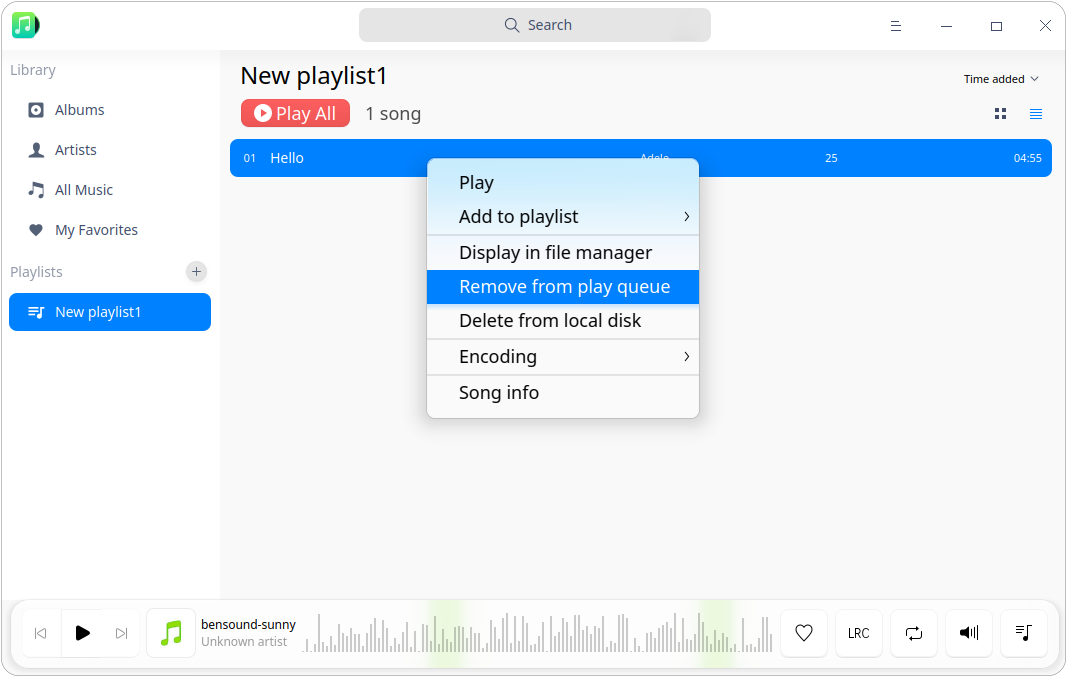 Search
Library
Albums
Artists
All Music
My Favorites
Playlists
New playlist1
New playlist1
Time added
Play All
1 song
01 Hello Adele 25 04:55
Play
Add to playlist
Display in file manager
Remove from play queue
Delete from local disk
Encoding
Song info
bensound-sunny
Unknown artist
LRC